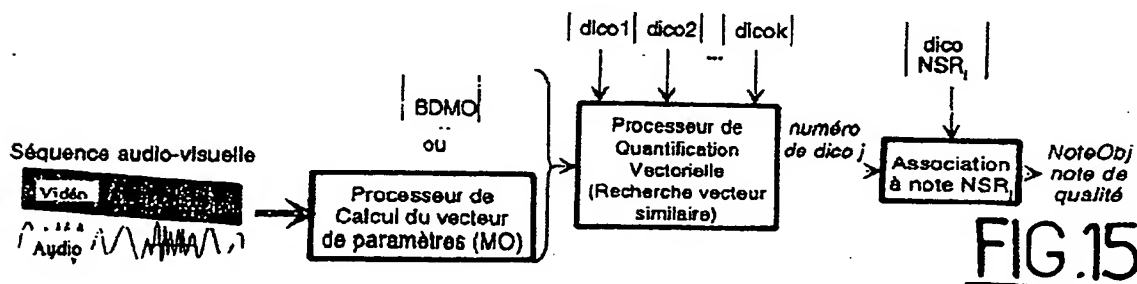 Séquence audio-visuelle
Vidéo
Audio
BDMO
ou
Processeur de
Calcul du vecteur
de paramètres (MO)
dico1 dico2 ... dicok
Processeur de
Quantification
Vectorielle
(Recherche vecteur
similaire)
numéro
de dico j
dico
NSRj
Association
à note NSRj
NoteObj
note de
qualité
FIG.15